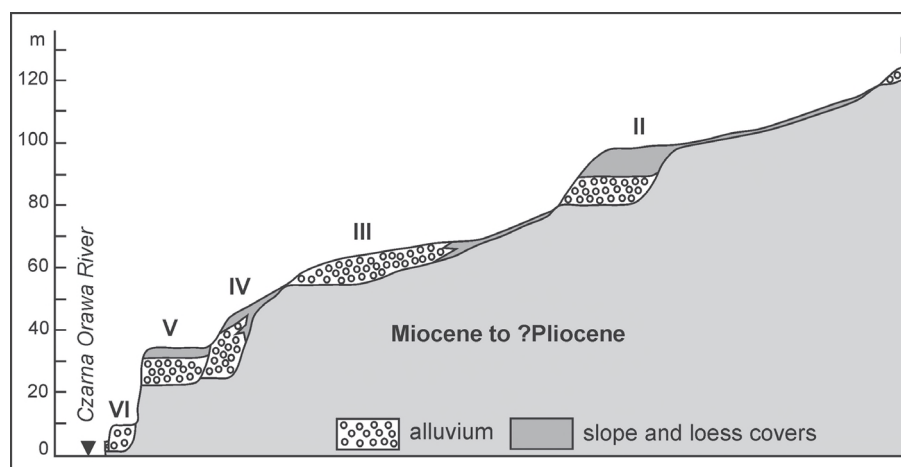 m
120
100
80
60
40
20
0
Czarna Orawa River
VI
V
IV
III
II
Miocene to ?Pliocene
alluvium
slope and loess covers